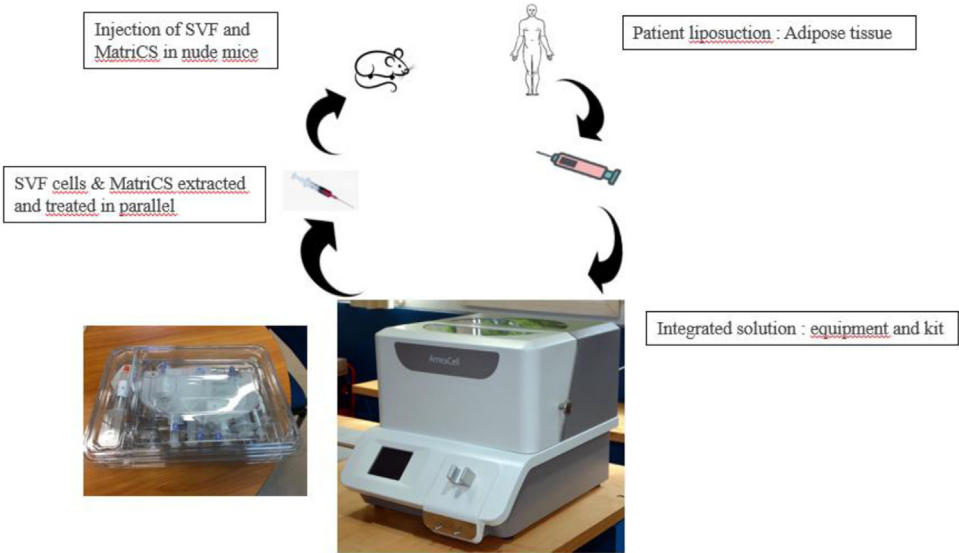 Injection of SVF and
MatriCS in nude mice
Patient liposuction : Adipose tissue
SVF cells & MatriCS extracted
and treated in parallel
Integrated solution : equipment and kit
AmeaCell